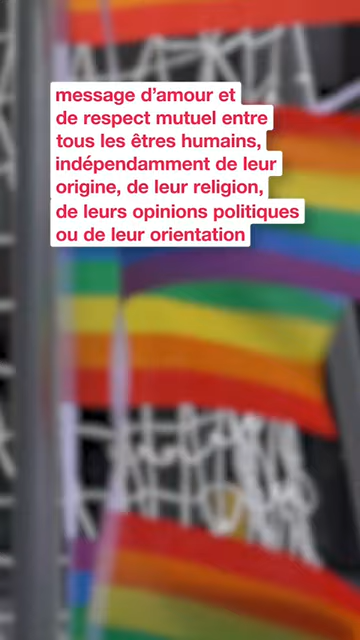 message d’amour et
de respect mutuel entre
tous les êtres humains,
indépendamment de leur
origine, de leur religion,
de leurs opinions politiques
ou de leur orientation